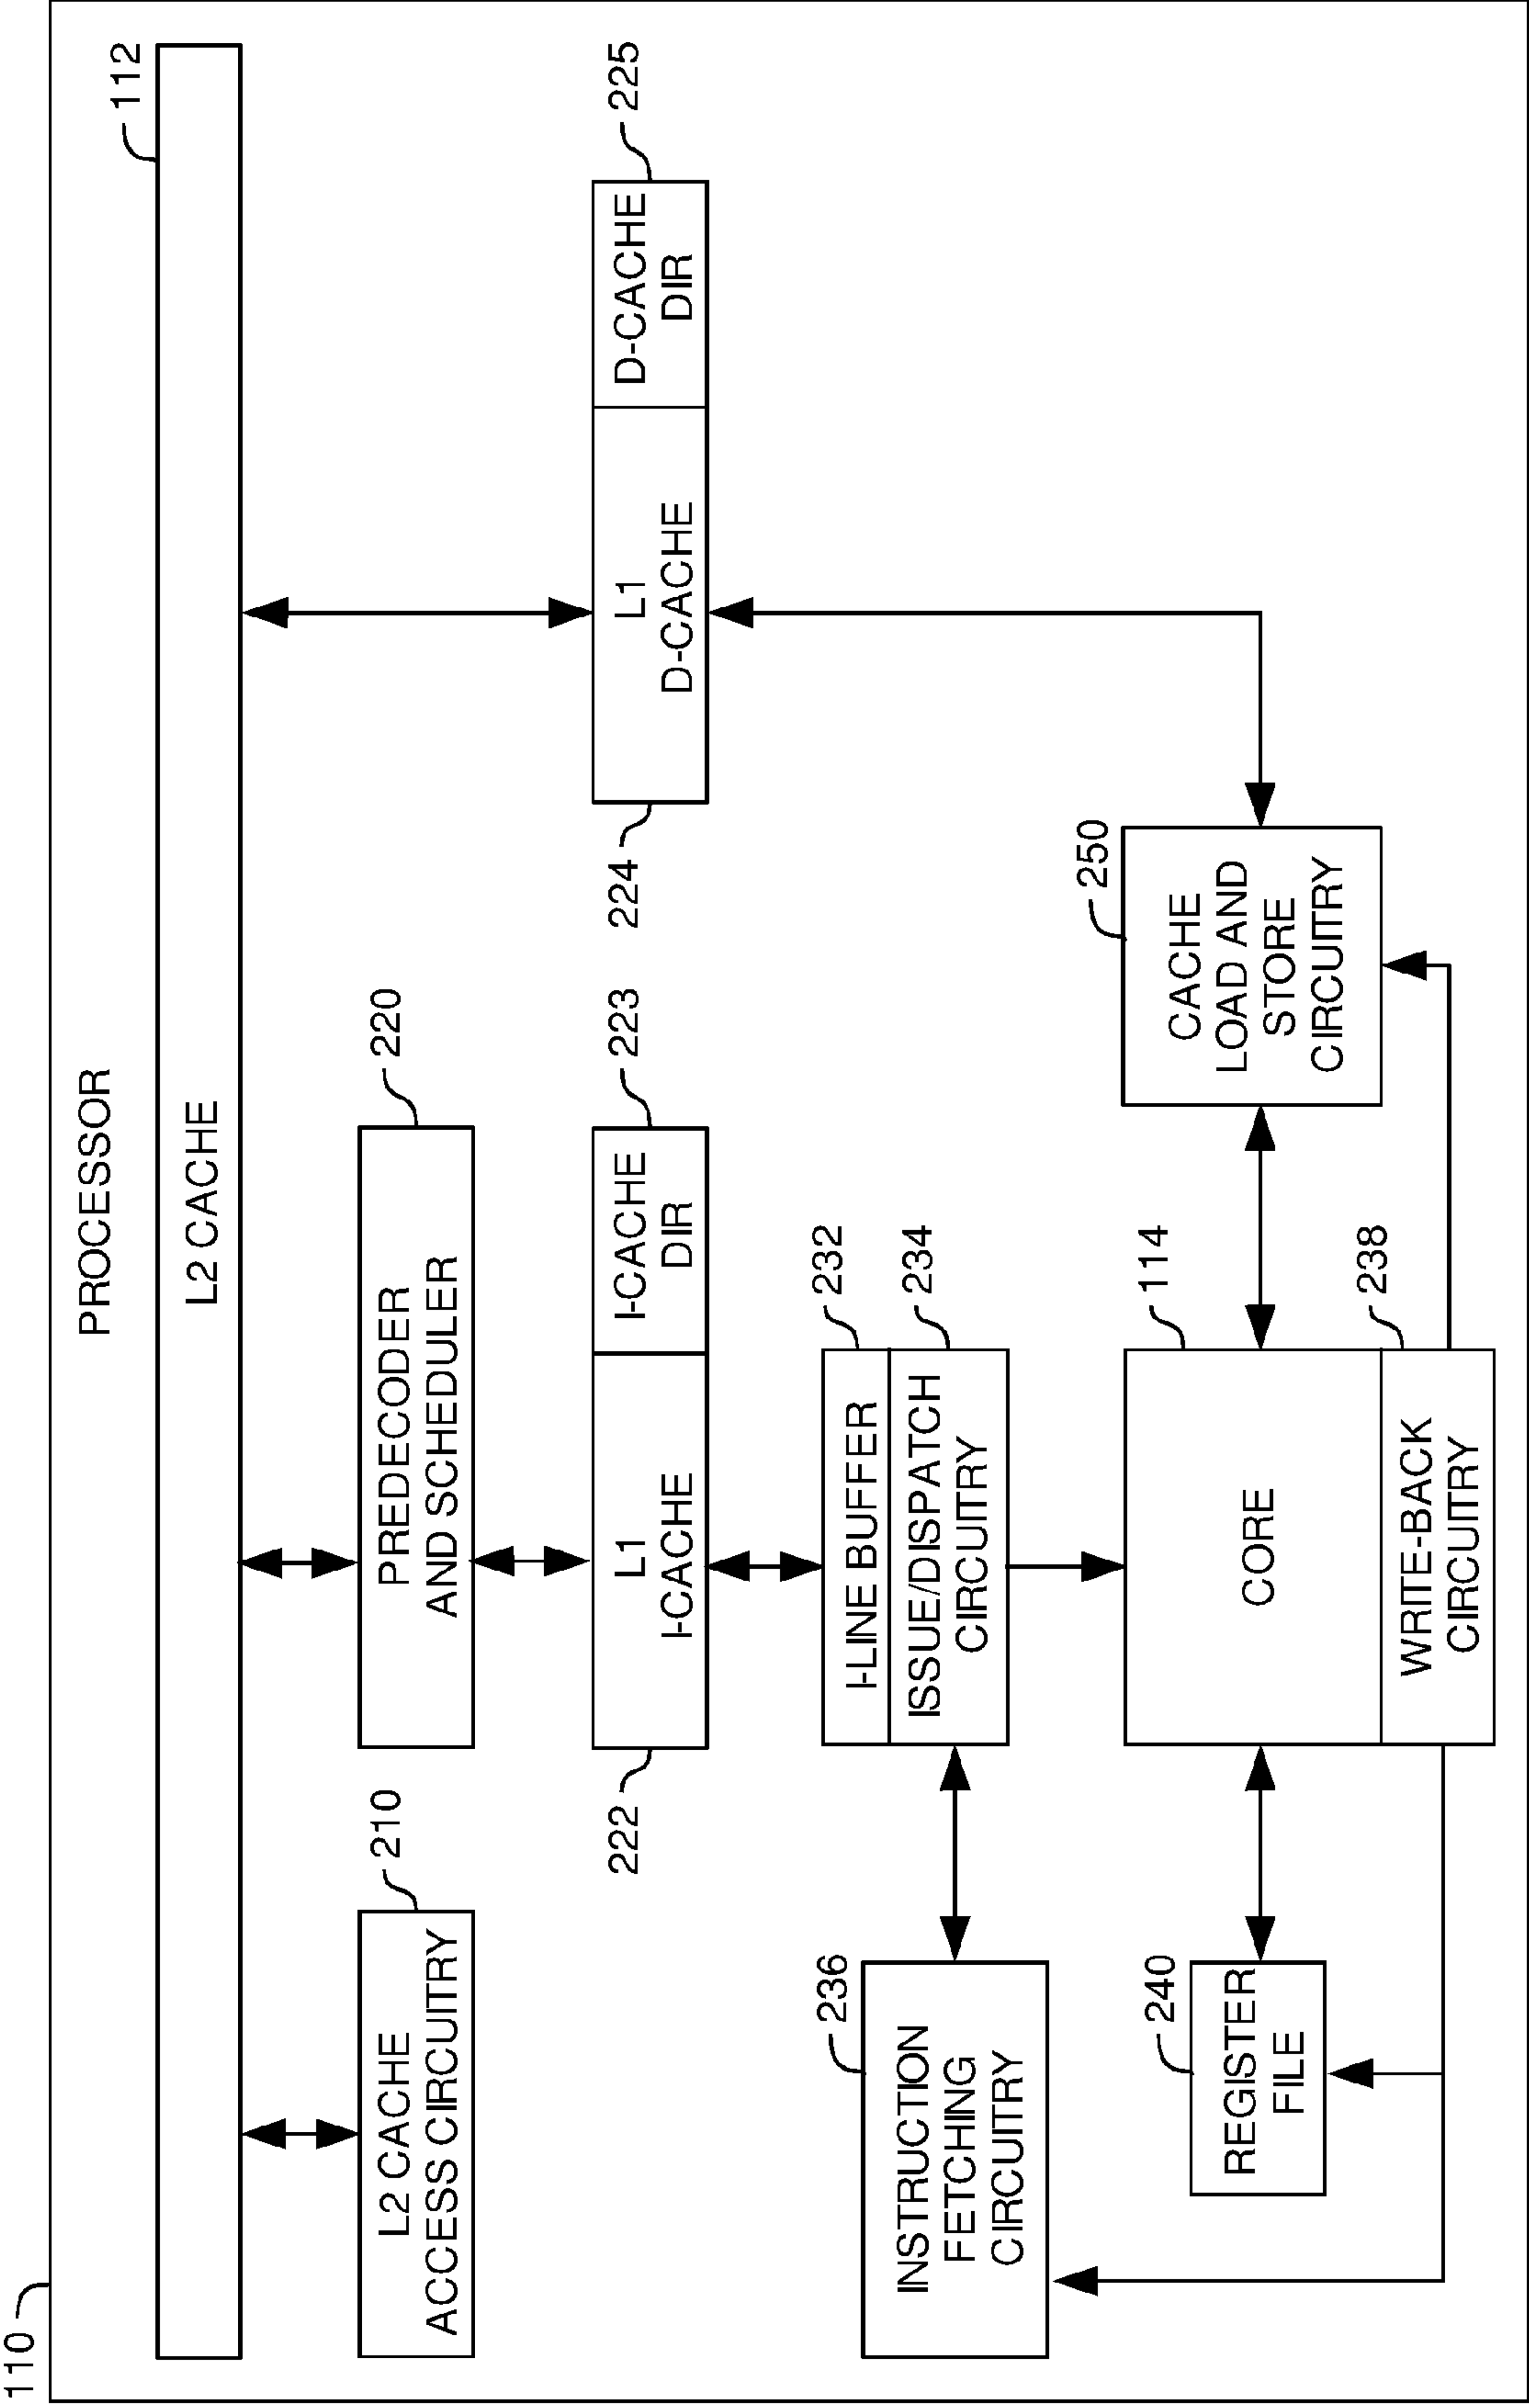 110
PROCESSOR
112
L2 CACHE
L2 CACHE
ACCESS CIRCUITRY
210
PREDECODER
AND SCHEDULER
220
222
L1
I-CACHE
I-CACHE
DIR
223
224
L1
D-CACHE
D-CACHE
DIR
225
236
INSTRUCTION
FETCHING
CIRCUITRY
I-LINE BUFFER
232
ISSUE/DISPATCH
CIRCUITRY
234
240
REGISTER
FILE
CORE
114
WRITE-BACK
CIRCUITRY
238
250
CACHE
LOAD AND
STORE
CIRCUITRY